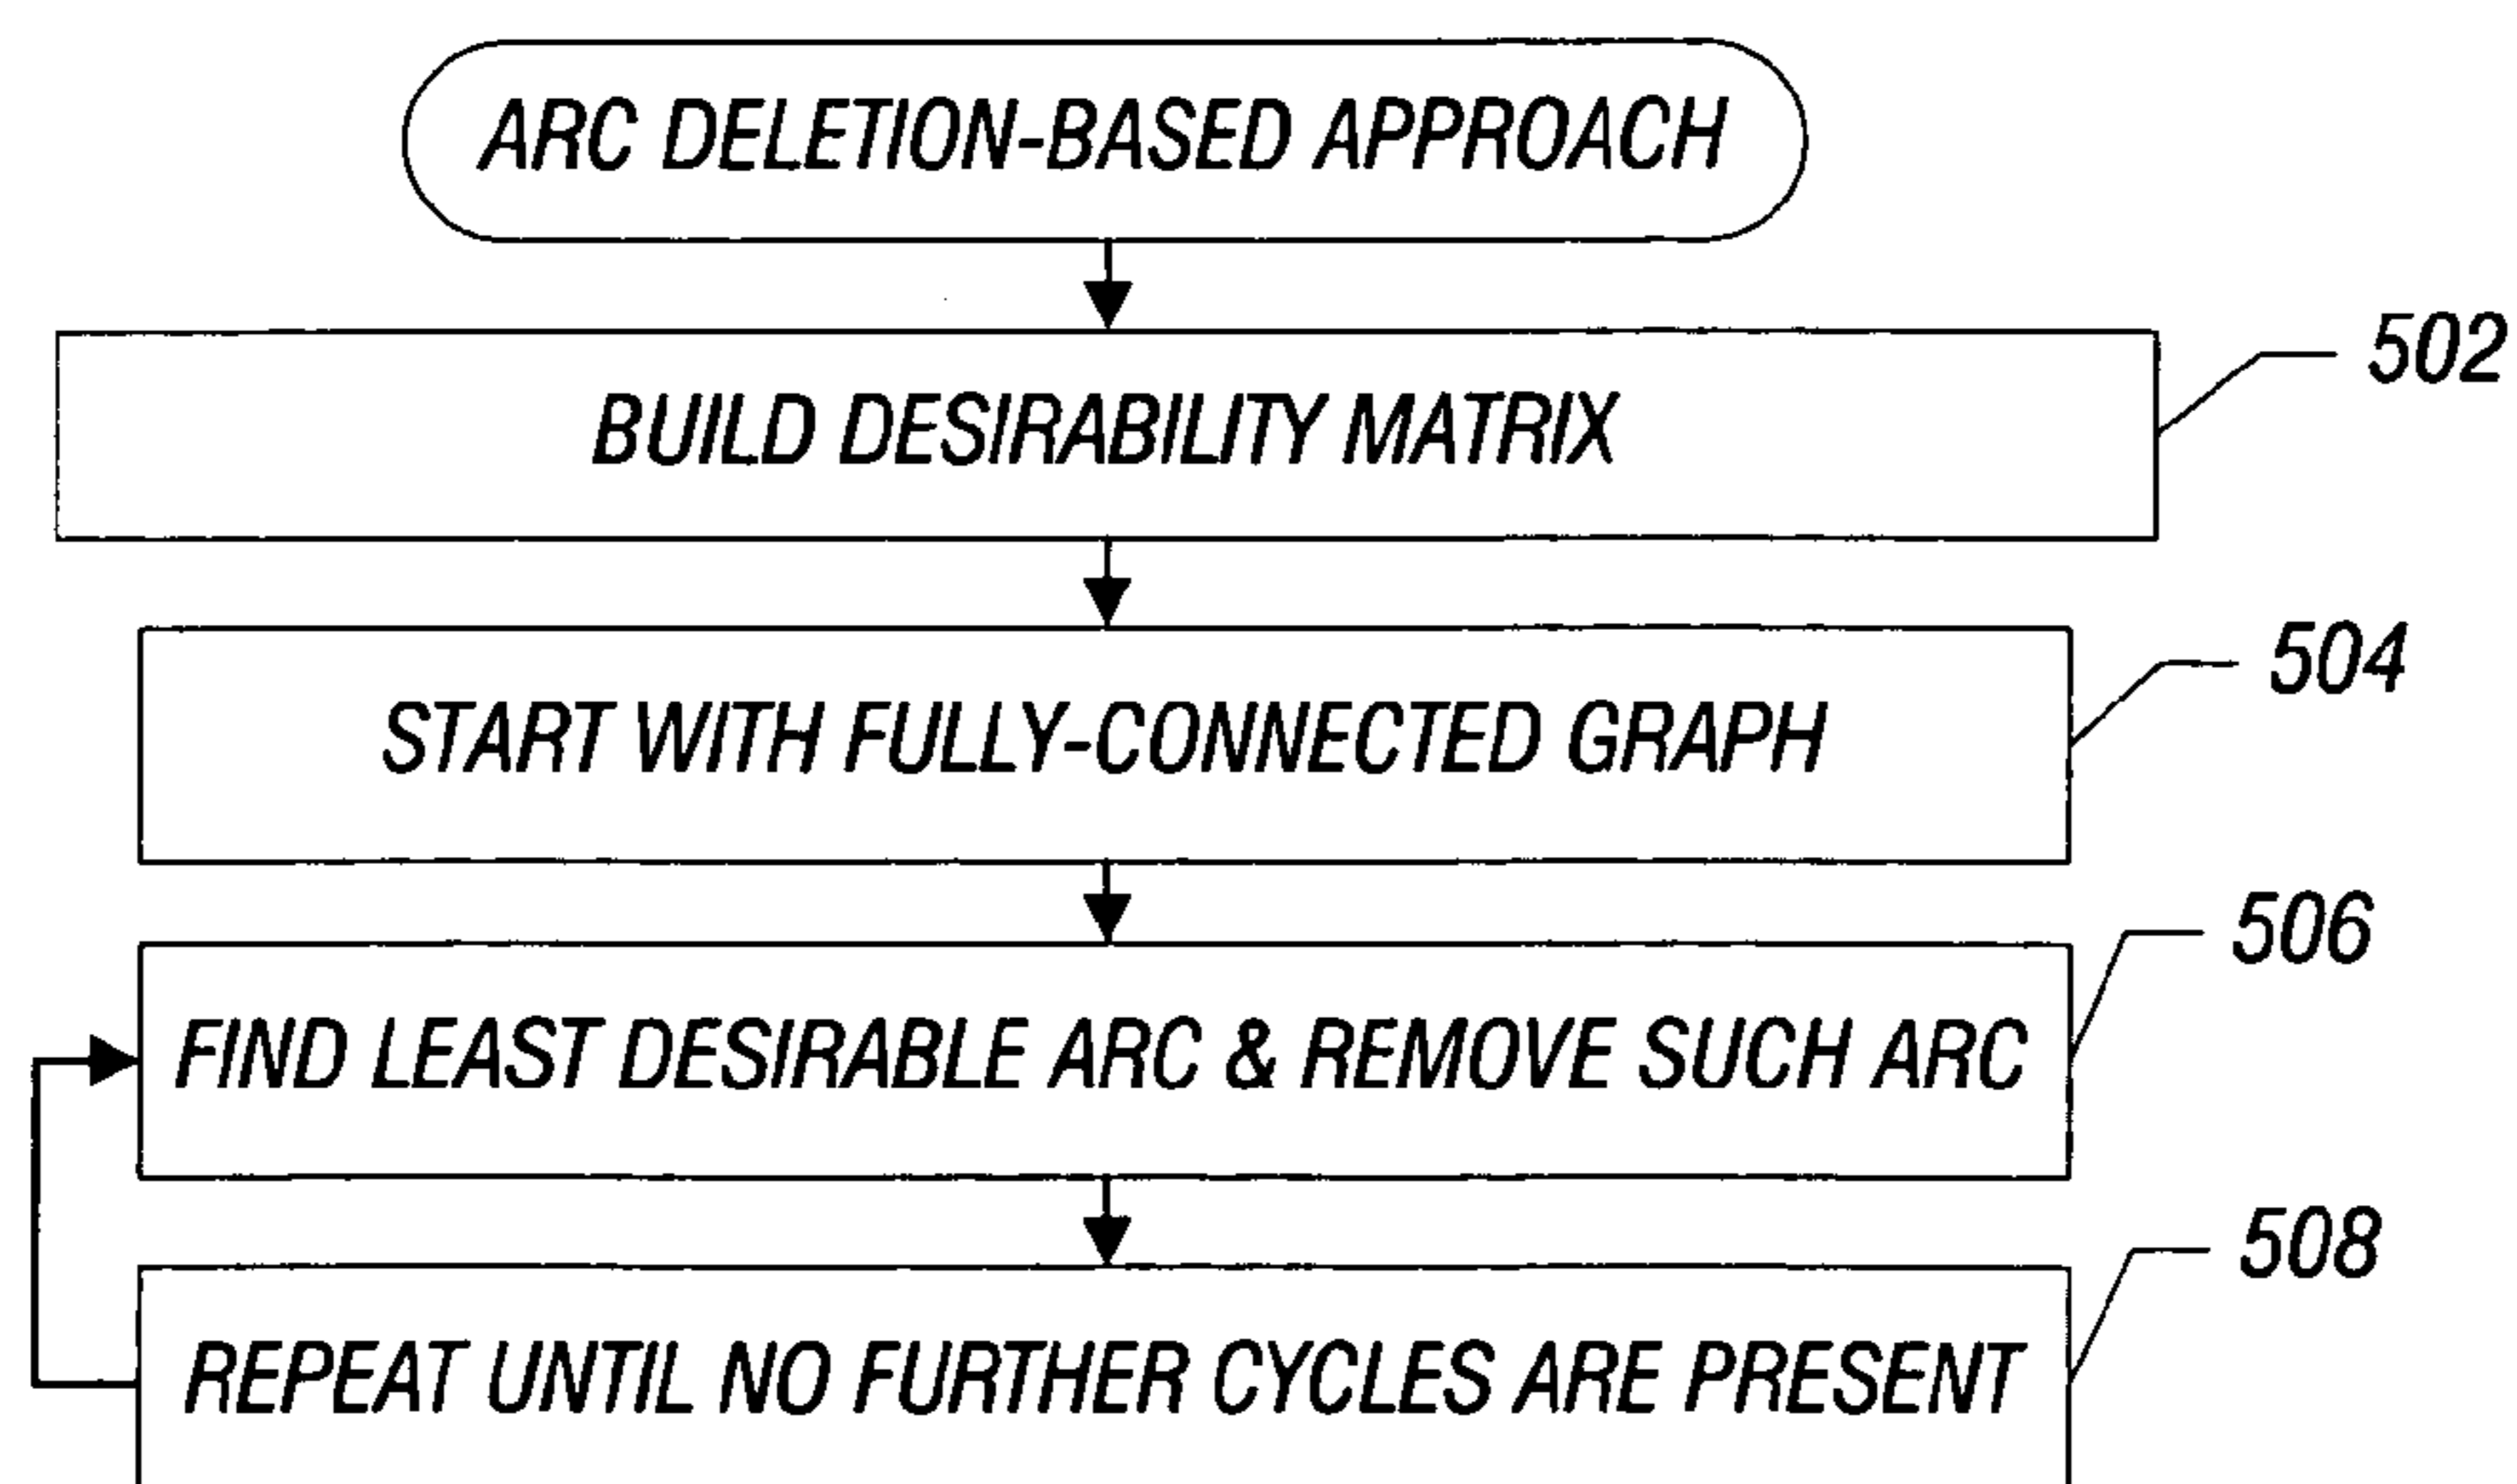 ARC DELETION-BASED APPROACH
BUILD DESIRABILITY MATRIX
502
START WITH FULLY-CONNECTED GRAPH
504
FIND LEAST DESIRABLE ARC & REMOVE SUCH ARC
506
REPEAT UNTIL NO FURTHER CYCLES ARE PRESENT
508